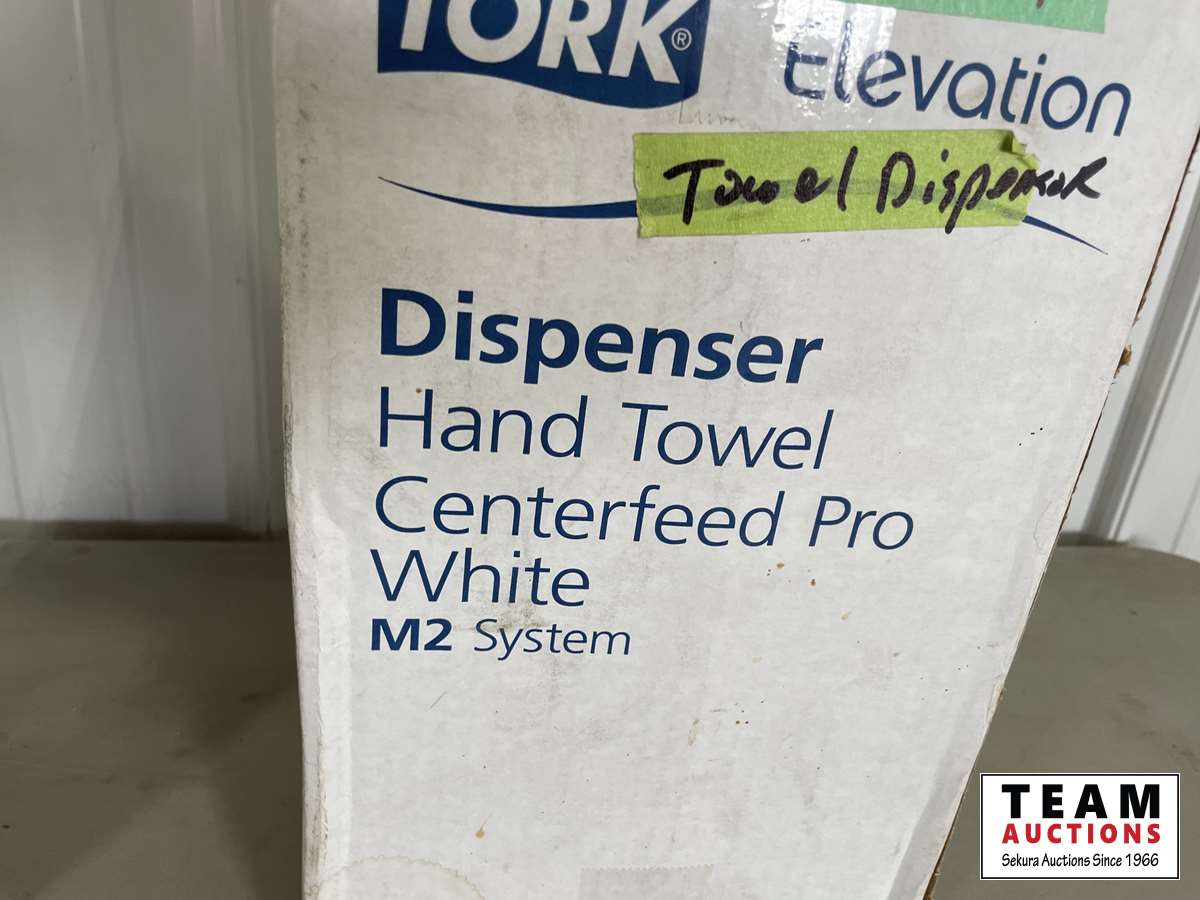 TORK®
Elevation
Towel Dispenser
Dispenser
Hand Towel
Centerfeed Pro
White
M2 System
TEAM
AUCTIONS
Sekura Auctions Since 1966